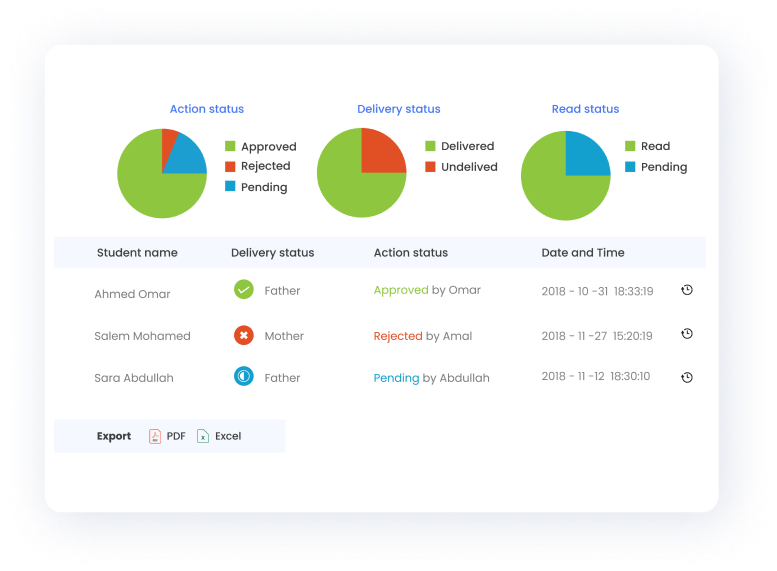 Action status
Approved
Rejected
Pending
Delivery status
Delivered
Undelived
Read status
Read
Pending
Student name Delivery status Action status Date and Time
Ahmed Omar Father Approved by Omar 2018 - 10 -31 18:33:19
Salem Mohamed Mother Rejected by Amal 2018 - 11 -27 15:20:19
Sara Abdullah Father Pending by Abdullah 2018 - 11 -12 18:30:10
Export PDF Excel